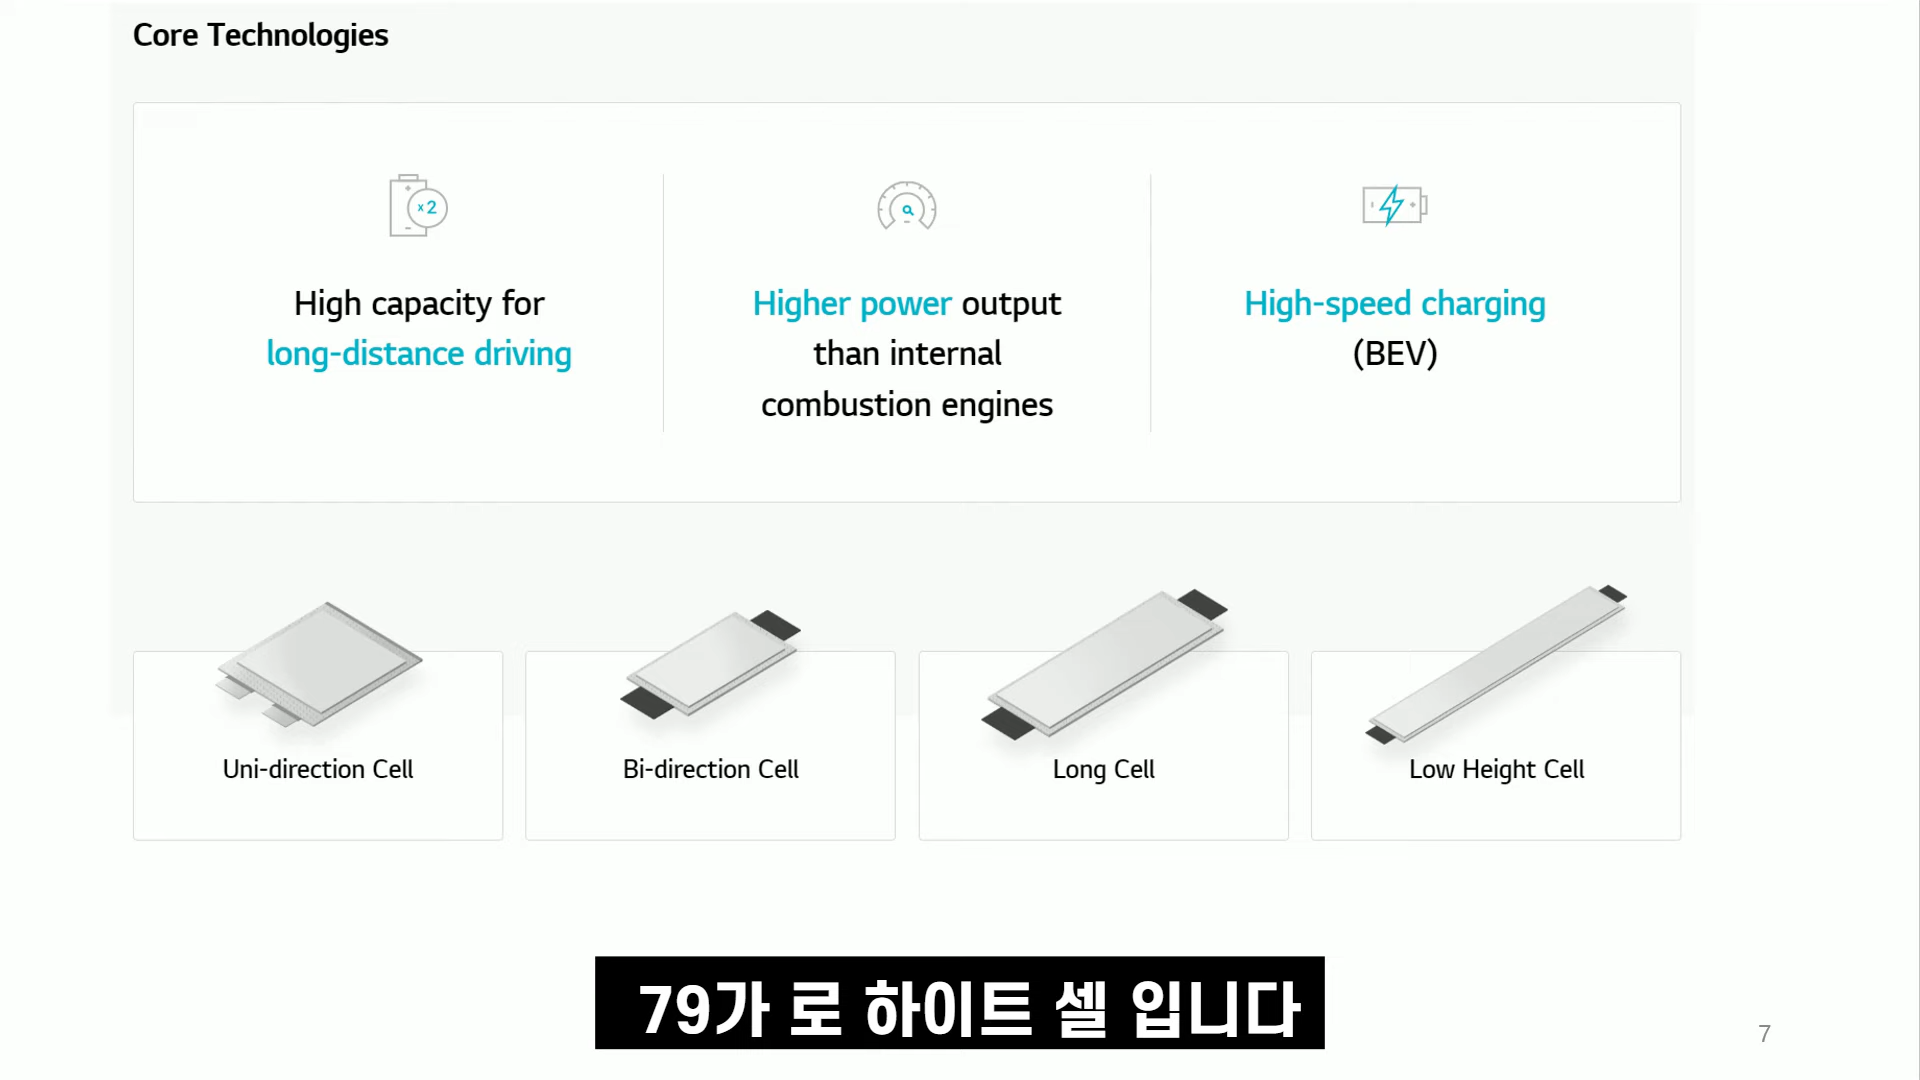 Core Technologies
x2
High capacity for
long-distance driving
Higher power output
than internal
combustion engines
High-speed charging
(BEV)
Uni-direction Cell
Bi-direction Cell
Long Cell
Low Height Cell
79가 로 하이트 셀 입니다
7